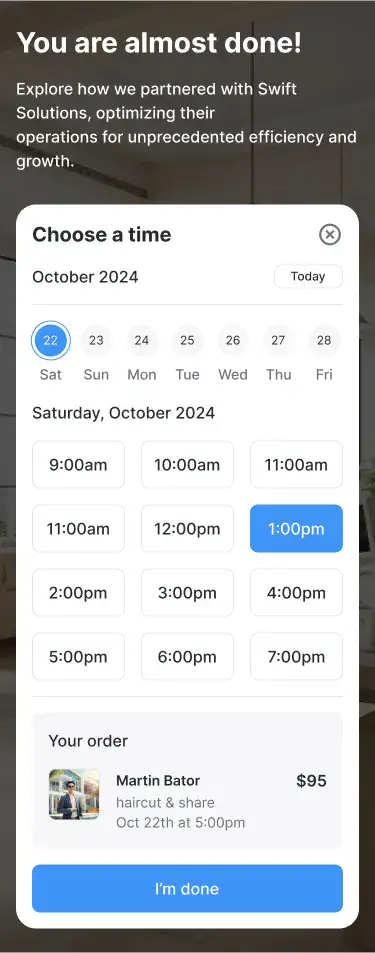 You are almost done!
Explore how we partnered with Swift
Solutions, optimizing their
operations for unprecedented efficiency and
growth.
Choose a time
October 2024
Today
22 23 24 25 26 27 28
Sat Sun Mon Tue Wed Thu Fri
Saturday, October 2024
9:00am 10:00am 11:00am
11:00am 12:00pm 1:00pm
2:00pm 3:00pm 4:00pm
5:00pm 6:00pm 7:00pm
Your order
Martin Bator $95
haircut & share
Oct 22th at 5:00pm
I'm done